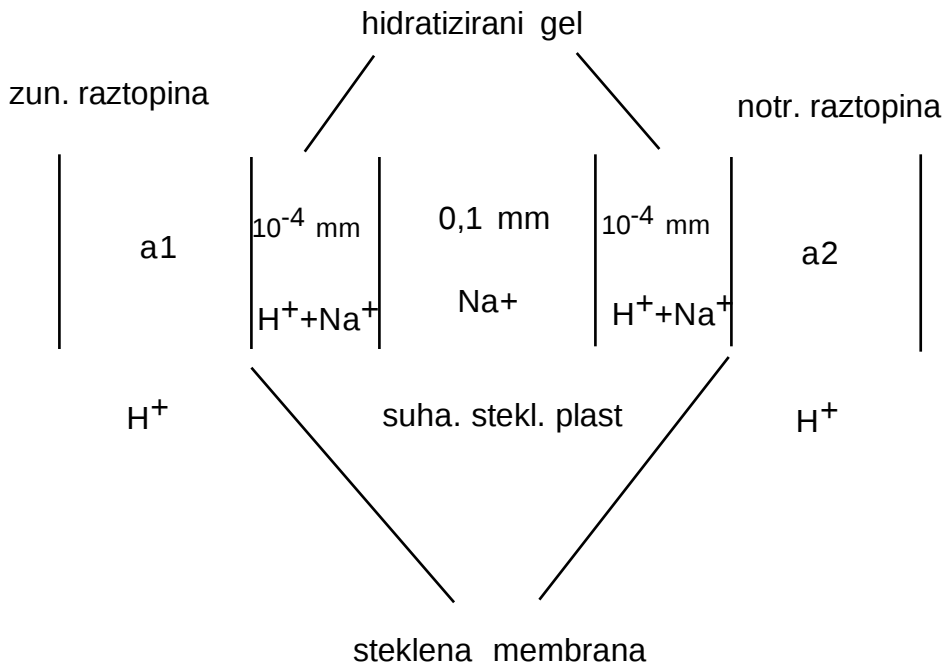 hidratizirani gel
zun. raztopina
notr. raztopina
10-4 mm
0,1 mm
10-4 mm
a1
a2
H++Na+
Na+
H++Na+
H+
suha. stekl. plast
H+
steklena membrana